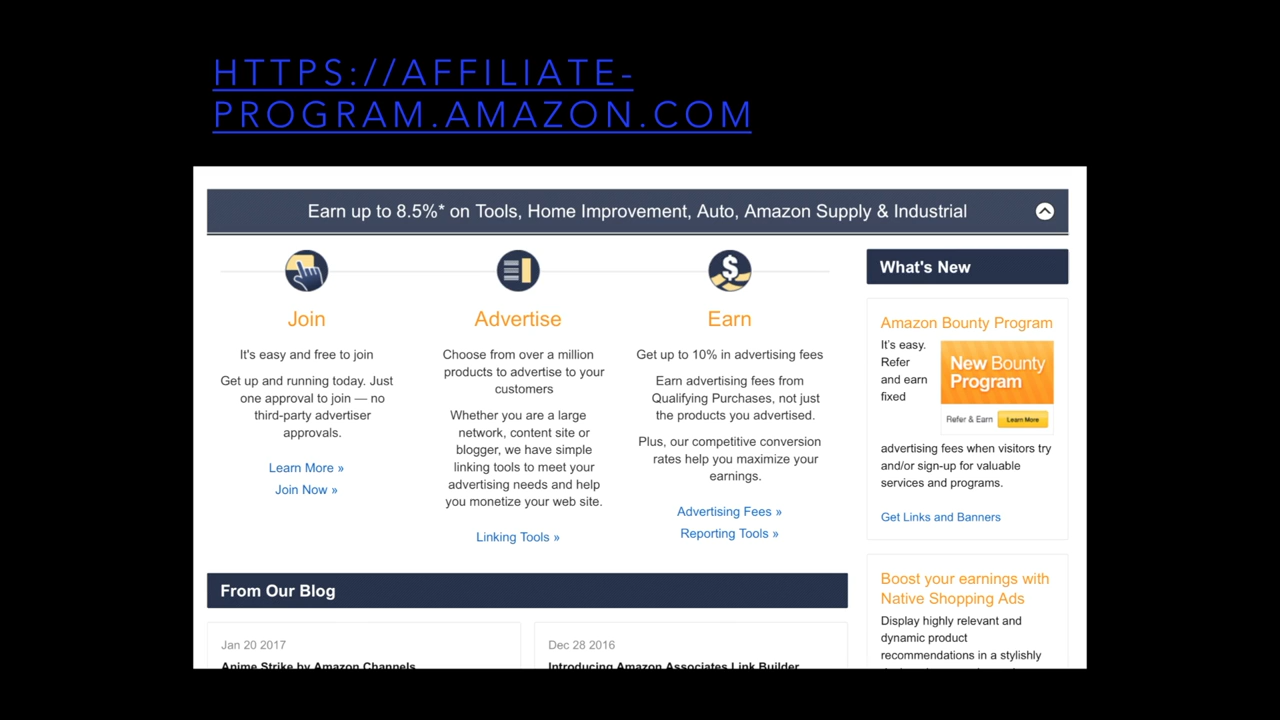 HTTPS://AFFILIATE-
PROGRAM.AMAZON.COM
Earn up to 8.5%* on Tools, Home Improvement, Auto, Amazon Supply & Industrial
Join
It's easy and free to join
Get up and running today. Just
one approval to join — no
third-party advertiser
approvals.
Learn More »
Join Now »
Advertise
Choose from over a million
products to advertise to your
customers
Whether you are a large
network, content site or
blogger, we have simple
linking tools to meet your
advertising needs and help
you monetize your web site.
Linking Tools »
Earn
Get up to 10% in advertising fees
Earn advertising fees from
Qualifying Purchases, not just
the products you advertised.
Plus, our competitive conversion
rates help you maximize your
earnings.
Advertising Fees »
Reporting Tools »
What's New
Amazon Bounty Program
It's easy.
Refer
and earn
fixed
New Bounty
Program
Refer & Earn
Learn More
advertising fees when visitors try
and/or sign-up for valuable
services and programs.
Get Links and Banners
Boost your earnings with
Native Shopping Ads
Display highly relevant and
dynamic product
recommendations in a stylishly
From Our Blog
Jan 20 2017
Anime Strike by Amazon Channels
Dec 28 2016
Introducing Amazon Associates Link Builder